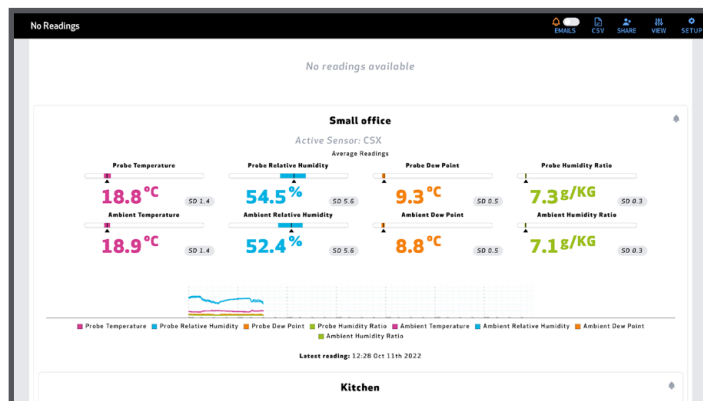 No Readings
EMAILS CSV SHARE VIEW SETUP
No readings available
Small office
Active Sensor: CSX
Average Readings
Probe Temperature Probe Relative Humidity Probe Dew Point Probe Humidity Ratio
18.8°C SD 1.4 54.5% SD 5.6 9.3°C SD 0.5 7.3g/KG SD 0.3
Ambient Temperature Ambient Relative Humidity Ambient Dew Point Ambient Humidity Ratio
18.9°C SD 1.4 52.4% SD 5.6 8.8°C SD 0.5 7.1g/KG SD 0.3
Probe Temperature Probe Relative Humidity Probe Dew Point Probe Humidity Ratio Ambient Temperature Ambient Relative Humidity Ambient Dew Point
Ambient Humidity Ratio
Latest reading: 12:28 Oct 11th 2022
Kitchen